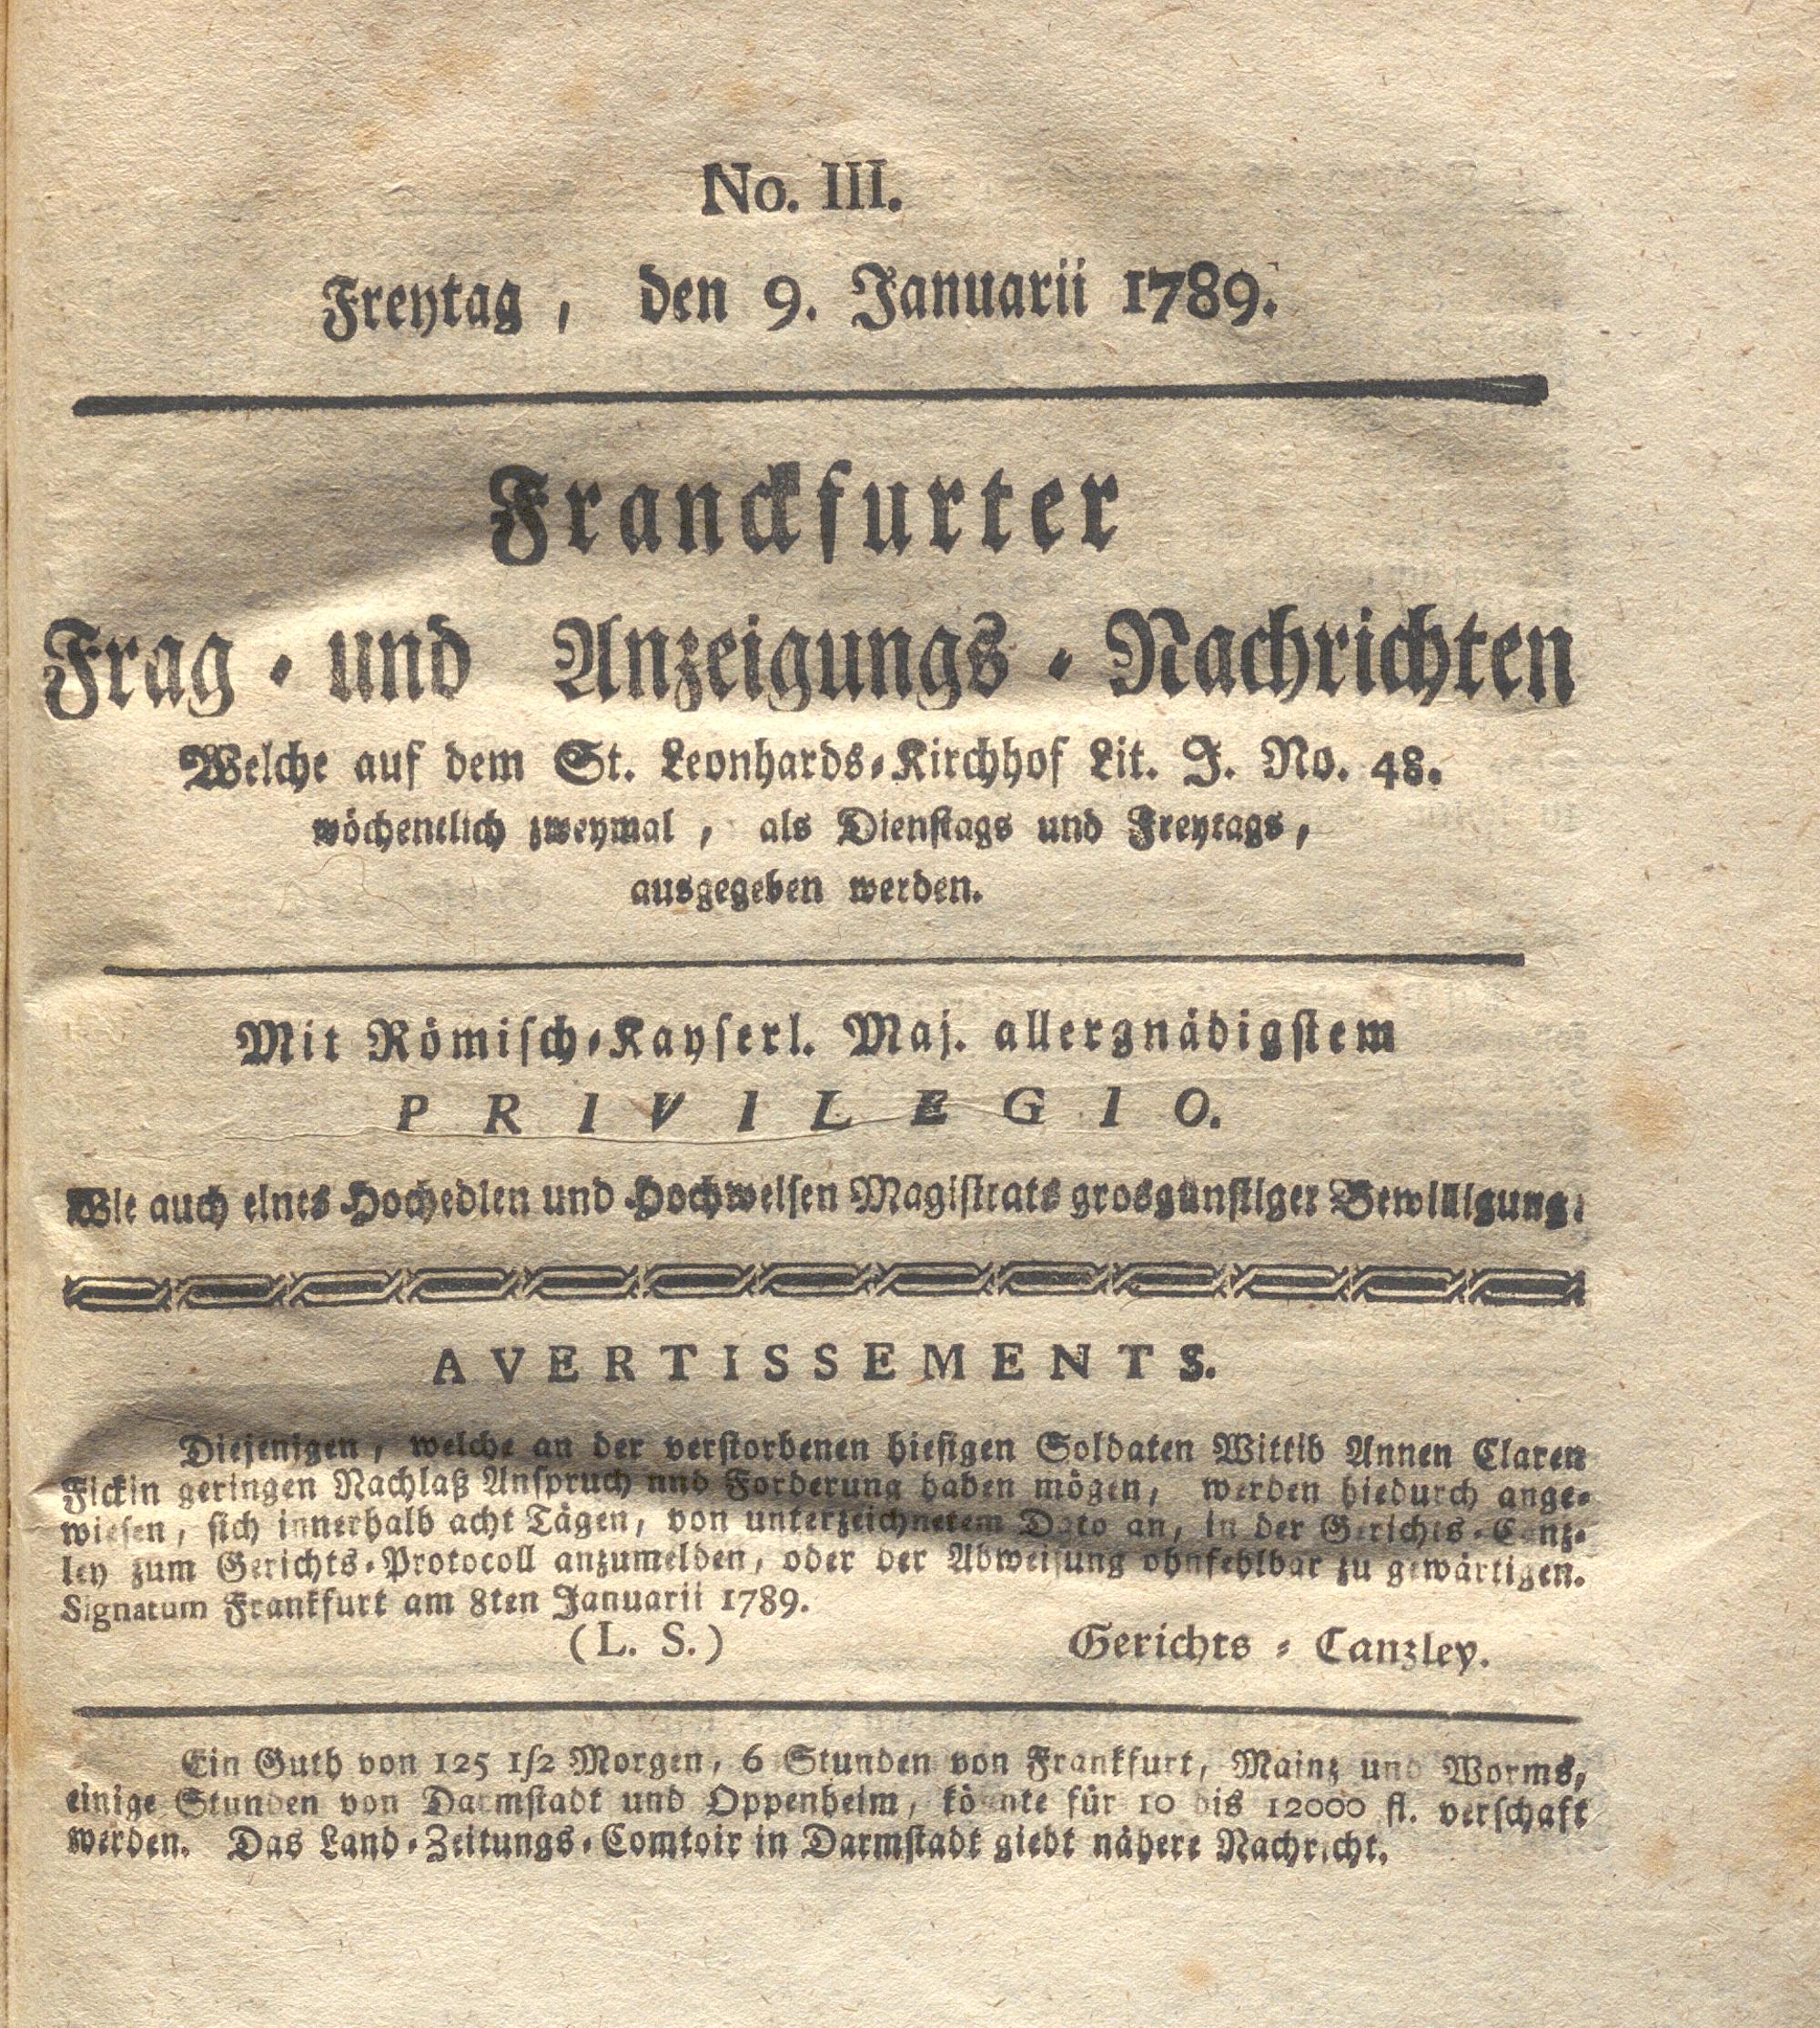 No. III.
Freytag, den 9. Januarii 1789.
Franckfurter
Frag- und Anzeigungs-Nachrichten
Welche auf dem St. Leonhards-Kirchhof Lit. J. No. 48.
wöchentlich zweymal, als Dienstags und Freytags,
ausgegeben werden.
Mit Römisch-Kayserl. Maj. allergnädigstem
PRIVILEGIO.
Wie auch eines Hochedlen und Hochweisen Magistrats grosgünstiger Bewilligung.
AVERTISSEMENTS.
Diejenigen, welche an der verstorbenen hiesigen Soldaten Wittib Annen Claren
Fickin geringen Nachlaß Anspruch und Forderung haben mögen, werden hiedurch ange-
wiesen, sich innerhalb acht Tägen, von unterzeichnetem Dato an, in der Gerichts-Canz-
ley zum Gerichts-Protocoll anzumelden, oder der Abweisung ohnfehlbar zu gewärtigen.
Signatum Frankfurt am 8ten Januarii 1789.
(L. S.) Gerichts-Canzley.
Ein Guth von 125 1/2 Morgen, 6 Stunden von Frankfurt, Mainz und Worms,
einige Stunden von Darmstadt und Oppenheim, könnte für 10 bis 12000 fl. verschaft
werden. Das Land-Zeitungs-Comtoir in Darmstadt giebt nähere Nachricht.